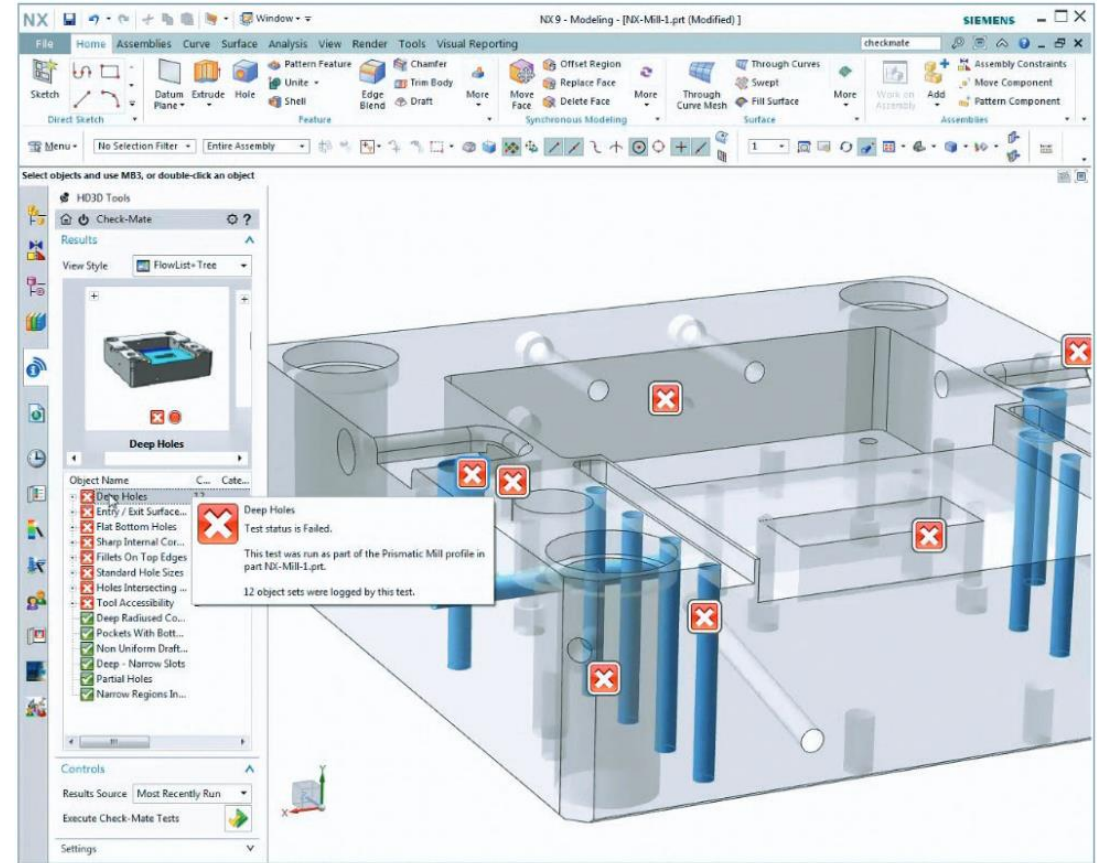 NX
Window
NX 9 - Modeling - [NX-Mill-1.prt (Modified) ]
SIEMENS
File Home Assemblies Curve Surface Analysis View Render Tools Visual Reporting
checkmate
Sketch
Direct Sketch
Datum Plane
Extrude
Hole
Pattern Feature
Unite
Shell
Edge Blend
Chamfer
Trim Body
Draft
More
Feature
Move Face
Offset Region
Replace Face
Delete Face
More
Synchronous Modeling
Through Curve Mesh
Through Curves
Swept
Fill Surface
More
Surface
Work on Assembly
Add
Assembly Constraints
Move Component
Pattern Component
Assemblies
Menu
No Selection Filter
Entire Assembly
1
Select objects and use MB3, or double-click an object
HD3D Tools
Check-Mate
?
Results
View Style FlowList+Tree
Deep Holes
Object Name C... Cate...
Deep Holes 12
Entry / Exit Surface...
Flat Bottom Holes
Sharp Internal Cor...
Fillets On Top Edges
Standard Hole Sizes
Holes Intersecting ...
Tool Accessibility
Deep Radiused Co...
Pockets With Bott...
Non Uniform Draft...
Deep - Narrow Slots
Partial Holes
Narrow Regions In...
Deep Holes
Test status is Failed.
This test was run as part of the Prismatic Mill profile in
part NX-Mill-1.prt.
12 object sets were logged by this test.
Controls
Results Source Most Recently Run
Execute Check-Mate Tests
Settings
Y
X